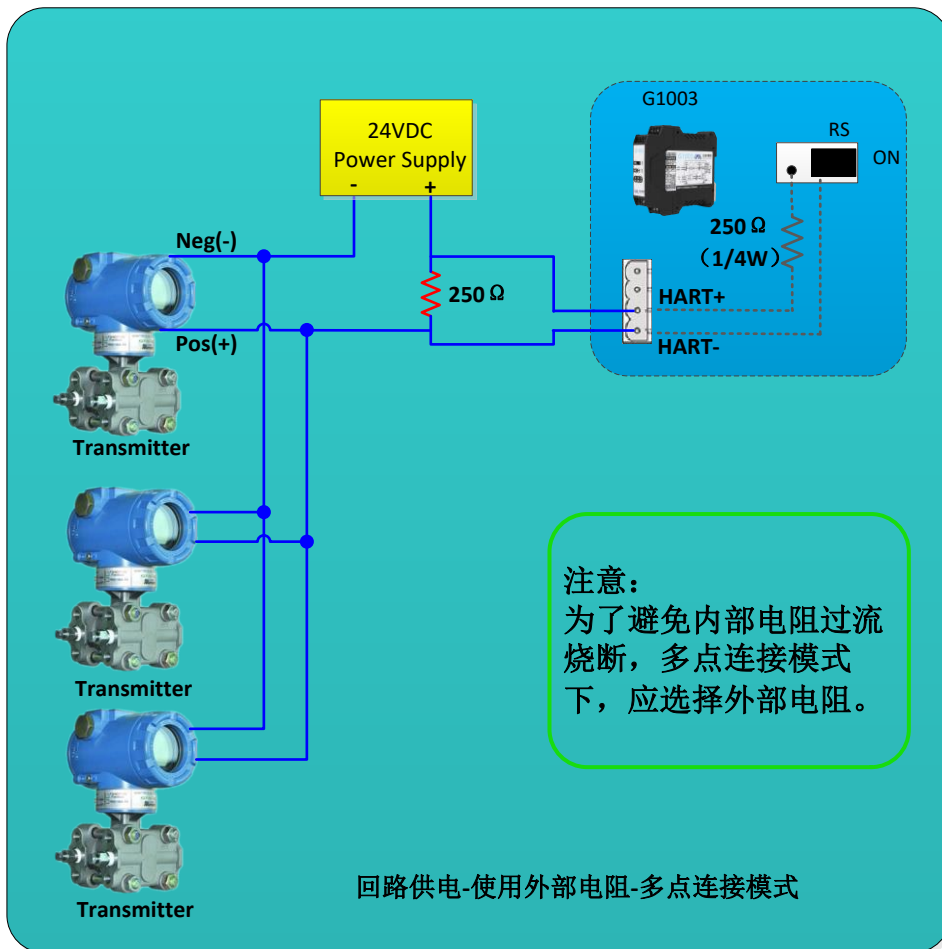 G1003
RS
ON
24VDC
Power Supply
- +
250 Ω
（1/4W）
Neg(-)
250 Ω
HART+
HART-
Pos(+)
Transmitter
注意：
为了避免内部电阻过流
烧断，多点连接模式
下，应选择外部电阻。
Transmitter
回路供电-使用外部电阻-多点连接模式
Transmitter